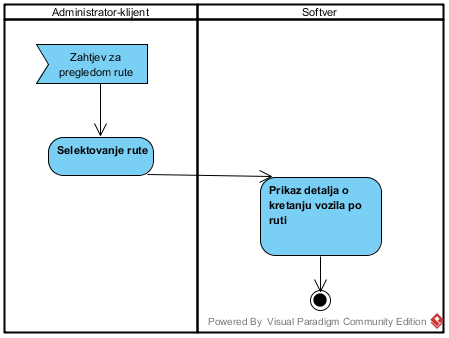 Administrator-klijent
Softver
Zahtjev za
pregledom rute
Selektovanje rute
Prikaz detalja o
kretanju vozila po
ruti
Powered By Visual Paradigm Community Edition